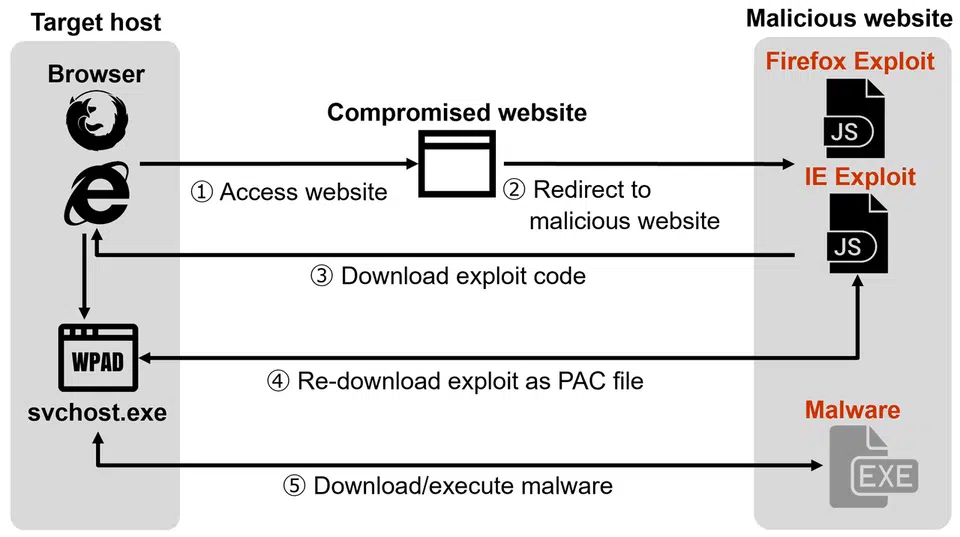 Target host
Malicious website
Browser
Firefox Exploit
JS
Compromised website
IE Exploit
① Access website
② Redirect to
malicious website
JS
③ Download exploit code
WPAD
④ Re-download exploit as PAC file
svchost.exe
Malware
EXE
⑤ Download/execute malware